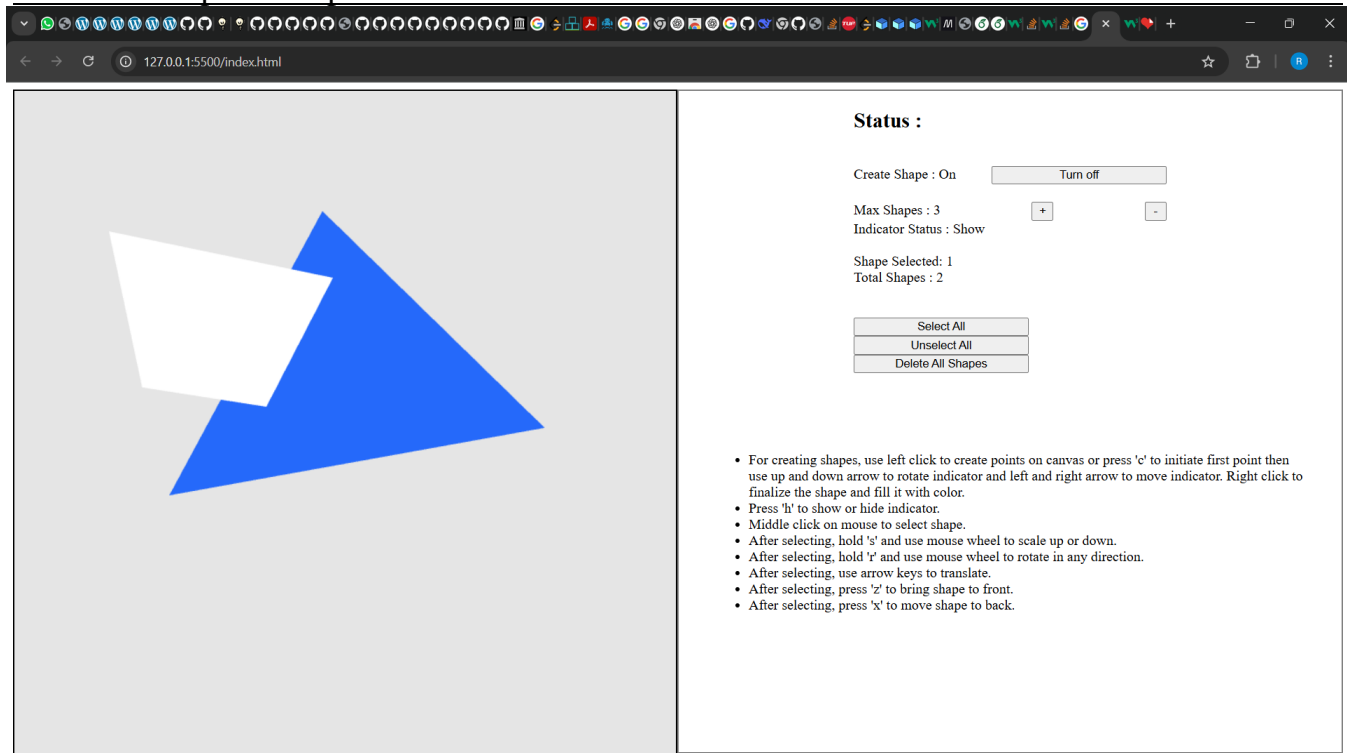 127.0.0.1:5500/index.html
R
Status :
Create Shape : On
Turn off
Max Shapes : 3
+
-
Indicator Status : Show
Shape Selected: 1
Total Shapes : 2
Select All
Unselect All
Delete All Shapes
• For creating shapes, use left click to create points on canvas or press 'c' to initiate first point then
use up and down arrow to rotate indicator and left and right arrow to move indicator. Right click to
finalize the shape and fill it with color.
• Press 'h' to show or hide indicator.
• Middle click on mouse to select shape.
• After selecting, hold 's' and use mouse wheel to scale up or down.
• After selecting, hold 'r' and use mouse wheel to rotate in any direction.
• After selecting, use arrow keys to translate.
• After selecting, press 'z' to bring shape to front.
• After selecting, press 'x' to move shape to back.